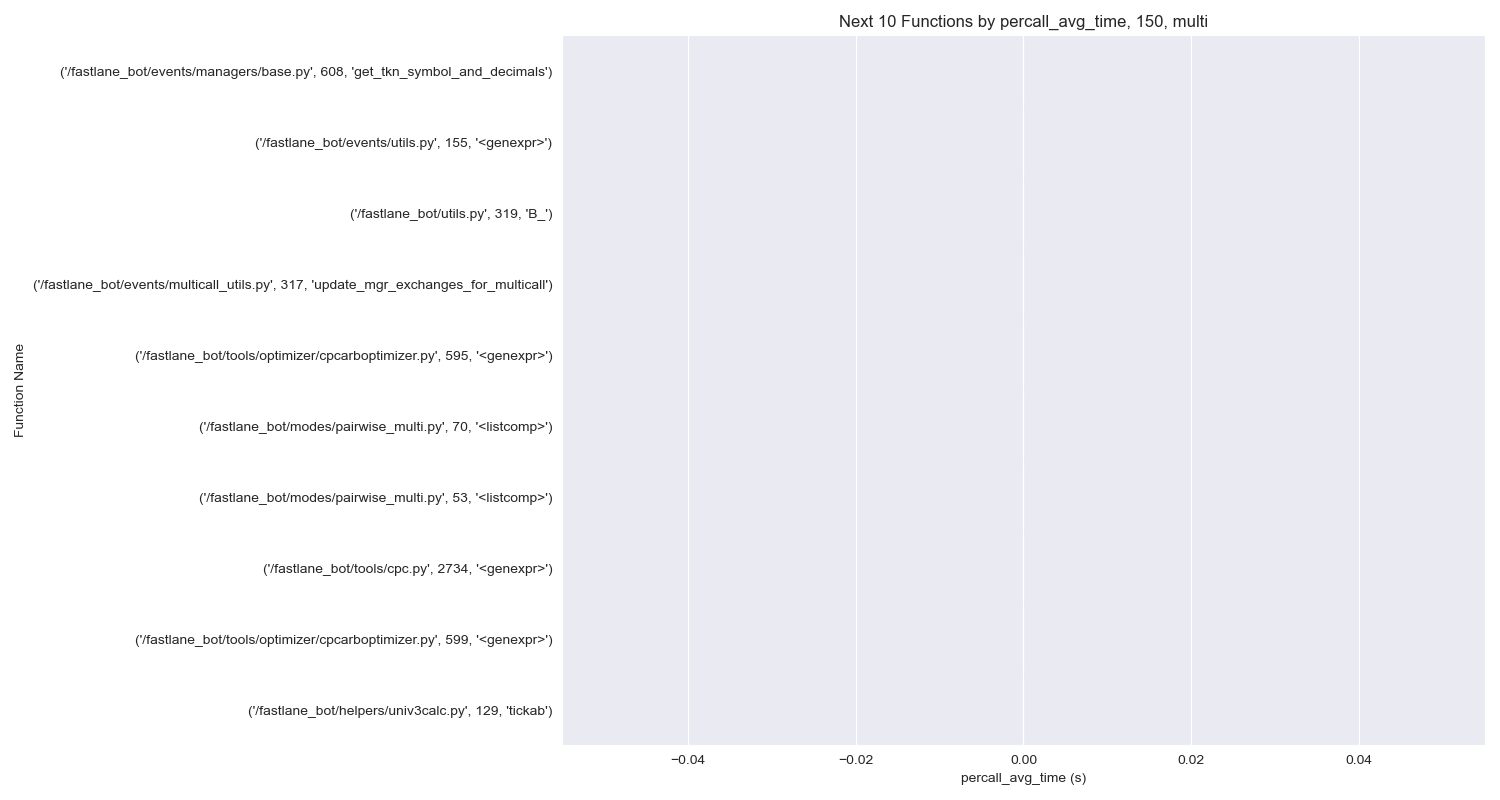 Next 10 Functions by percall_avg_time, 150, multi
('/fastlane_bot/events/managers/base.py', 608, 'get_tkn_symbol_and_decimals')
('/fastlane_bot/events/utils.py', 155, '<genexpr>')
('/fastlane_bot/utils.py', 319, 'B_')
('/fastlane_bot/events/multicall_utils.py', 317, 'update_mgr_exchanges_for_multicall')
('/fastlane_bot/tools/optimizer/cpcarboptimizer.py', 595, '<genexpr>')
('/fastlane_bot/modes/pairwise_multi.py', 70, '<listcomp>')
('/fastlane_bot/modes/pairwise_multi.py', 53, '<listcomp>')
('/fastlane_bot/tools/cpc.py', 2734, '<genexpr>')
('/fastlane_bot/tools/optimizer/cpcarboptimizer.py', 599, '<genexpr>')
('/fastlane_bot/helpers/univ3calc.py', 129, 'tickab')
Function Name
−0.04 −0.02 0.00 0.02 0.04
percall_avg_time (s)